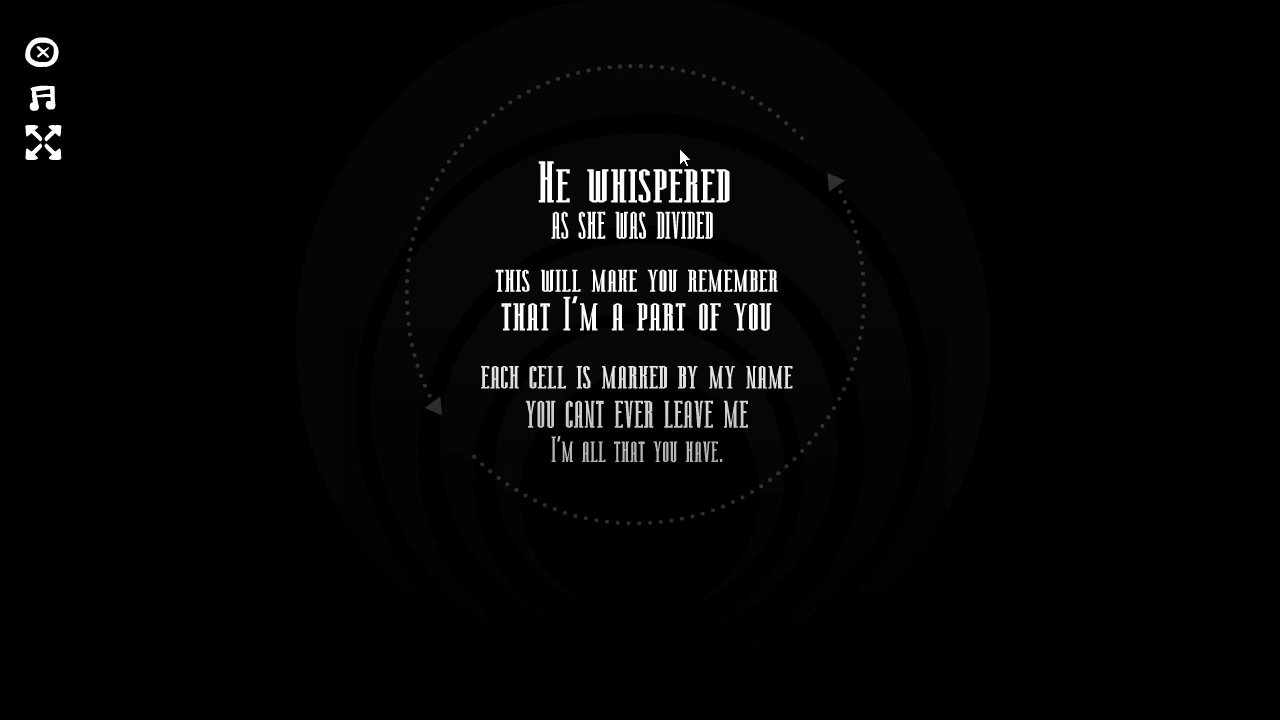 He whispered
as she was divided
this will make you remember
that I'm a part of you
each cell is marked by my name
you cant ever leave me
I'm all that you have.